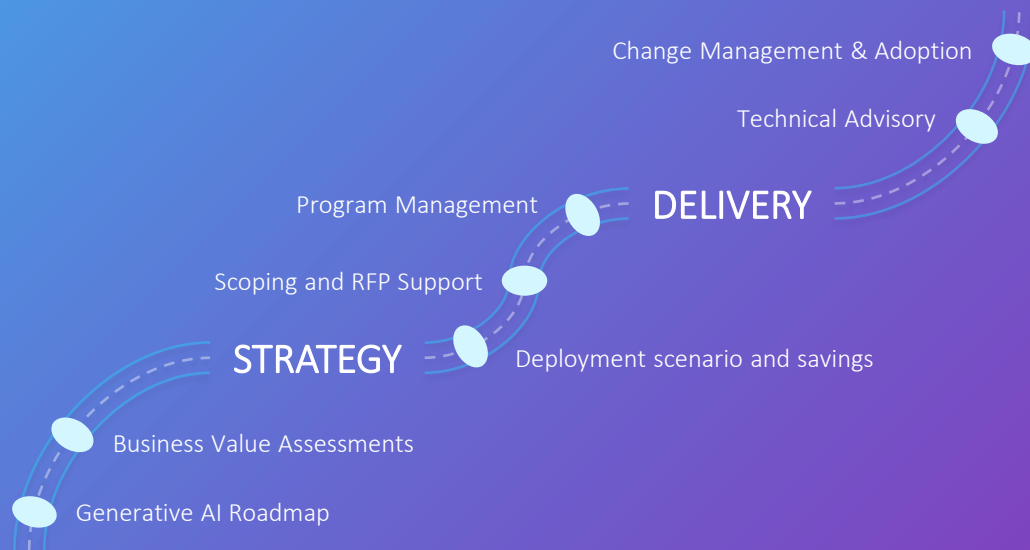 Change Management & Adoption
Technical Advisory
Program Management
DELIVERY
Scoping and RFP Support
STRATEGY
Deployment scenario and savings
Business Value Assessments
Generative AI Roadmap